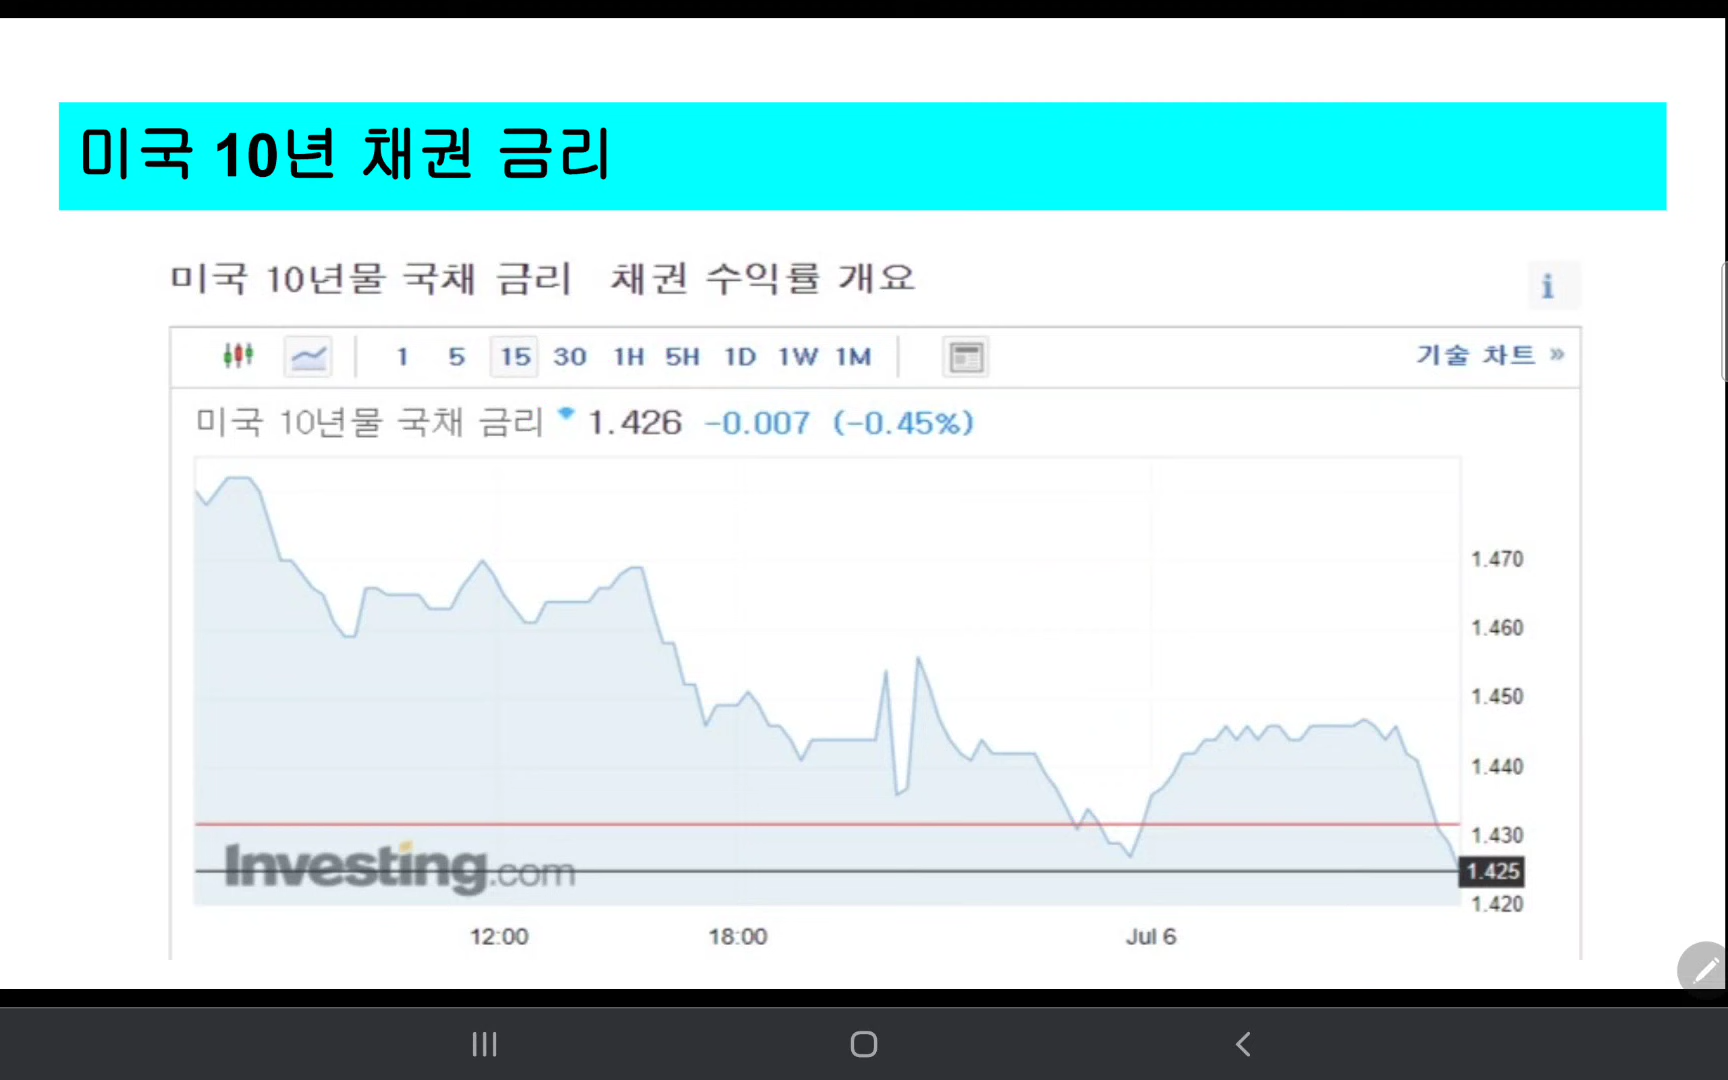 미국 10년 채권 금리
미국 10년물 국채 금리 채권 수익률 개요
i
1 5 15 30 1H 5H 1D 1W 1M
기술 차트 »
미국 10년물 국채 금리 1.426 -0.007 (-0.45%)
1.470
1.460
1.450
1.440
1.430
1.425
1.420
Investing.com
12:00 18:00 Jul 6